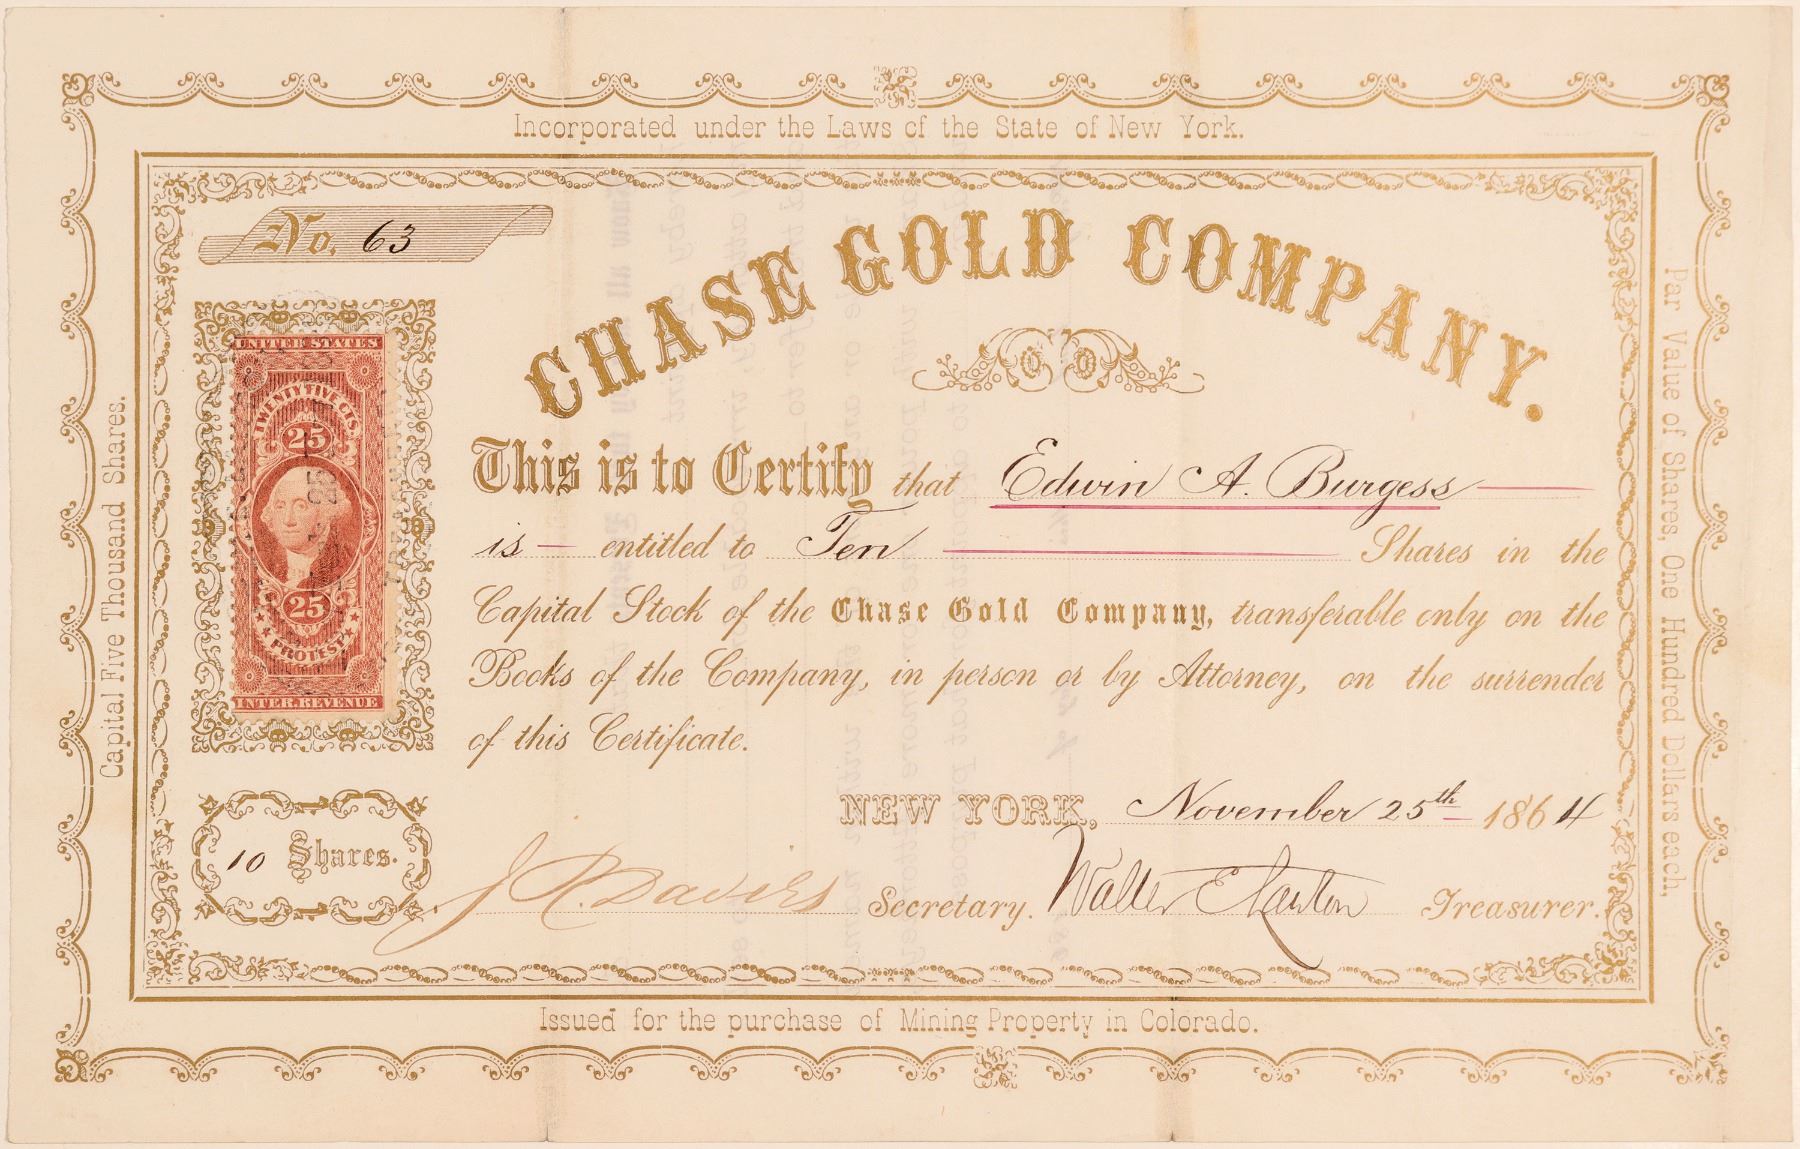 Incorporated under the Laws of the State of New York.
No. 63
CHASE GOLD COMPANY.
UNITED STATES
TWENTY FIVE CTS.
25
25
PROTEST
INTER. REVENUE
This is to Certify that Edwin A. Burgess
is entitled to Ten Shares in the
Capital Stock of the Chase Gold Company, transferable only on the
Books of the Company, in person or by Attorney, on the surrender
of this Certificate.
NEW YORK, November 25th 1864
10 Shares.
J. R. Davies Secretary. Walter E. Lawton Treasurer.
Issued for the purchase of Mining Property in Colorado.
Capital Five Thousand Shares.
Par Value of Shares, One Hundred Dollars each,